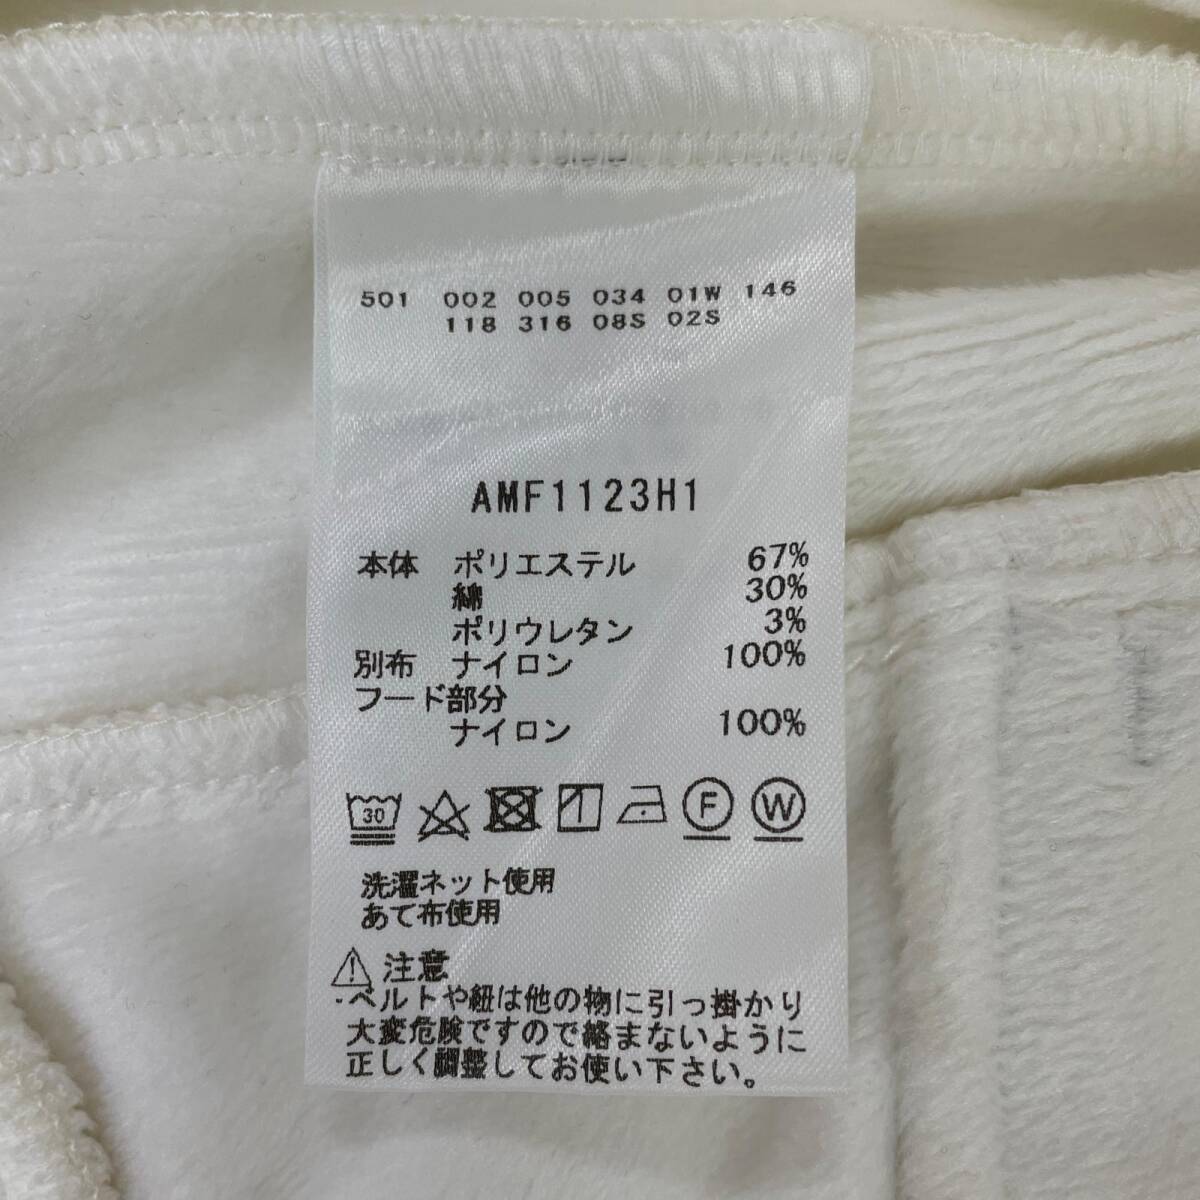 501 002 005 034 01W 146
118 316 08S 02S
AMF1123H1
本体 ポリエステル 67%
綿 30%
ポリウレタン 3%
別布 ナイロン 100%
フード部分
ナイロン 100%
30 F W
洗濯ネット使用
あて布使用
注意
・ベルトや紐は他の物に引っ掛かり
大変危険ですので絡まないように
正しく調整してお使い下さい。